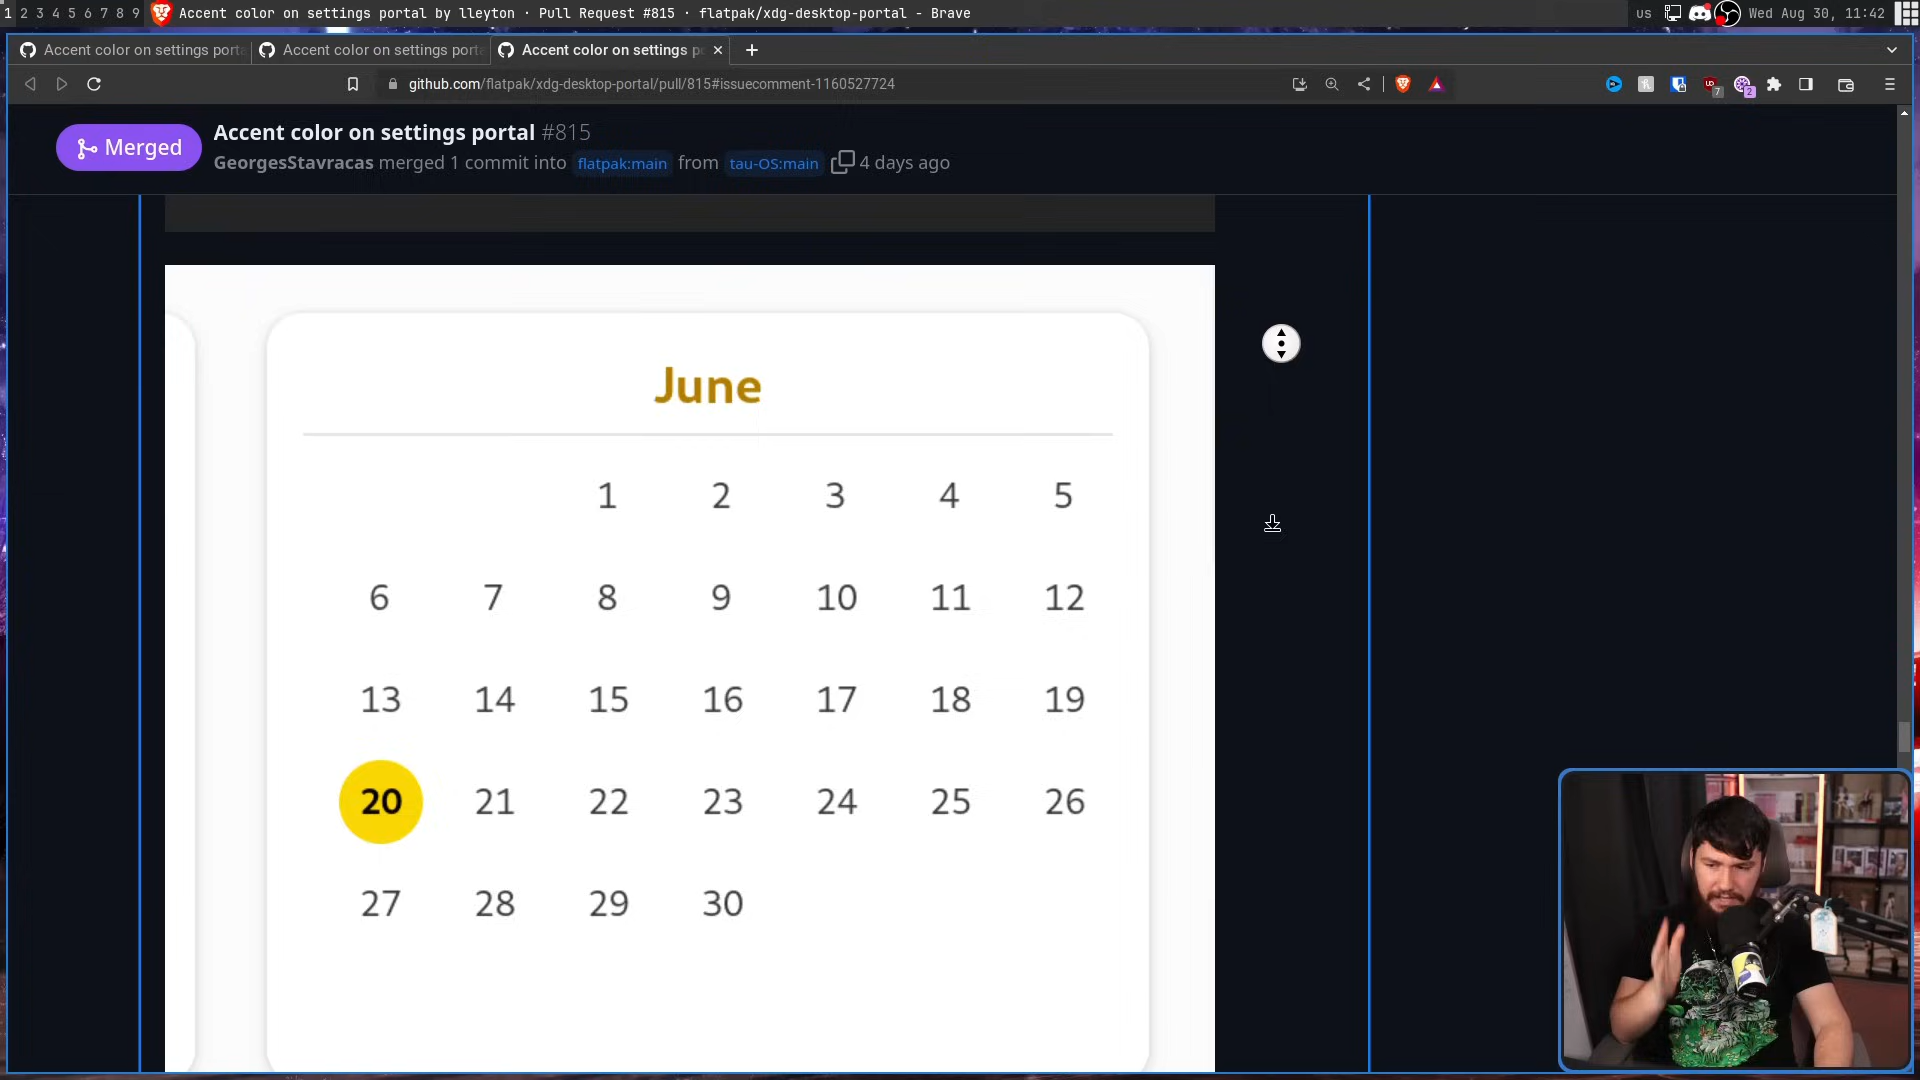 1 2 3 4 5 6 7 8 9 Accent color on settings portal by lleyton · Pull Request #815 · flatpak/xdg-desktop-portal - Brave us Wed Aug 30, 11:42
Accent color on settings porta Accent color on settings porta Accent color on settings p
github.com/flatpak/xdg-desktop-portal/pull/815#issuecomment-1160527724 7 2
Merged
Accent color on settings portal #815
GeorgesStavracas merged 1 commit into flatpak:main from tau-OS:main 4 days ago
June
1 2 3 4 5
6 7 8 9 10 11 12
13 14 15 16 17 18 19
20 21 22 23 24 25 26
27 28 29 30